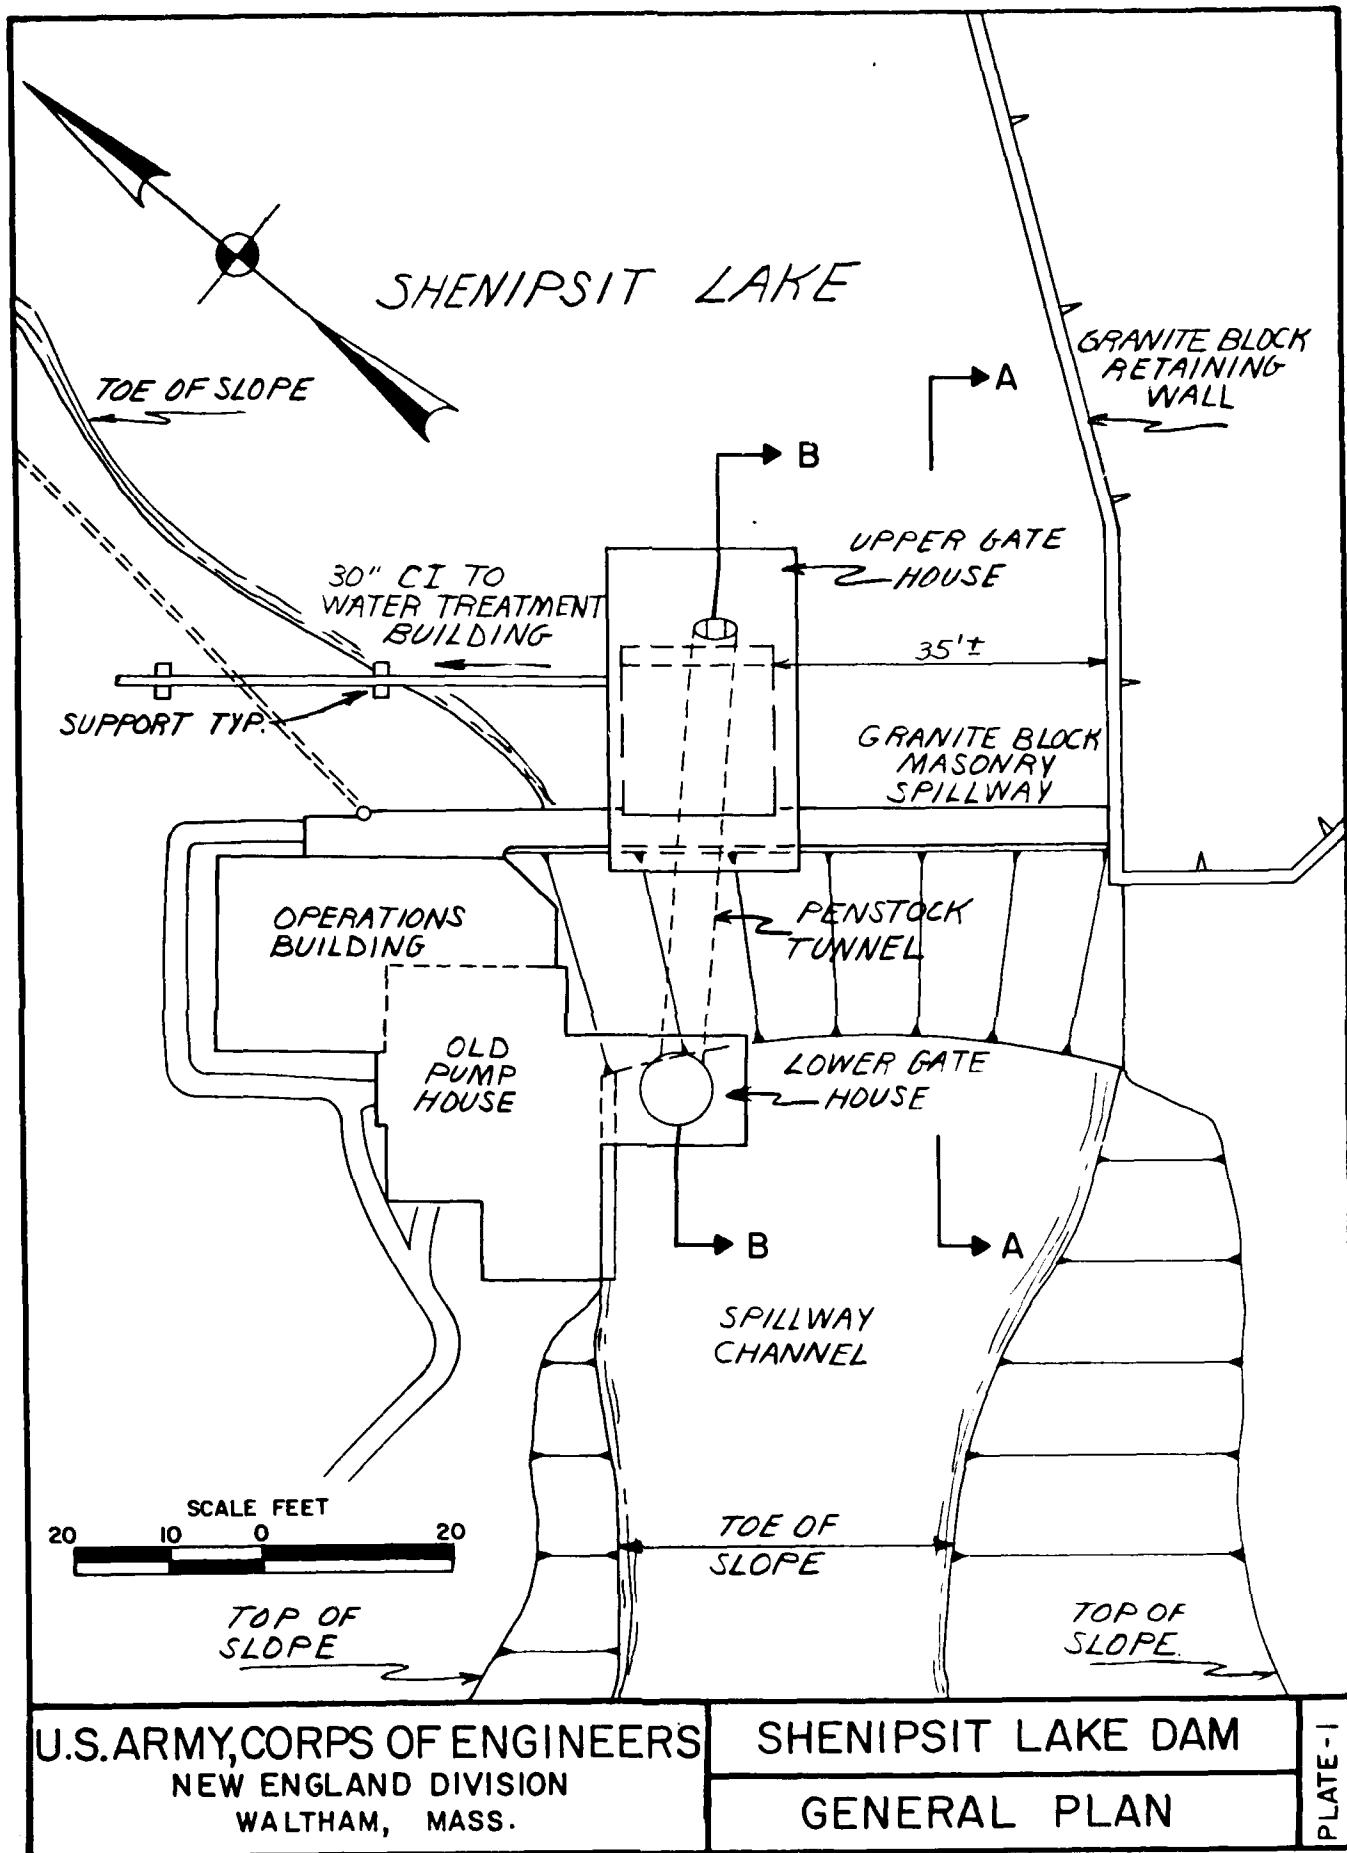 SHENIPSIT LAKE
TOE OF SLOPE
GRANITE BLOCK
RETAINING
WALL
A
B
UPPER GATE
HOUSE
30" CI TO
WATER TREATMENT
BUILDING
35'±
SUPPORT TYP.
GRANITE BLOCK
MASONRY
SPILLWAY
OPERATIONS
BUILDING
PENSTOCK
TUNNEL
OLD
PUMP
HOUSE
LOWER GATE
HOUSE
B
A
SPILLWAY
CHANNEL
SCALE FEET
20 10 0 20
TOE OF
SLOPE
TOP OF
SLOPE
TOP OF
SLOPE.
U.S. ARMY, CORPS OF ENGINEERS
NEW ENGLAND DIVISION
WALTHAM, MASS.
SHENIPSIT LAKE DAM
GENERAL PLAN
PLATE-1